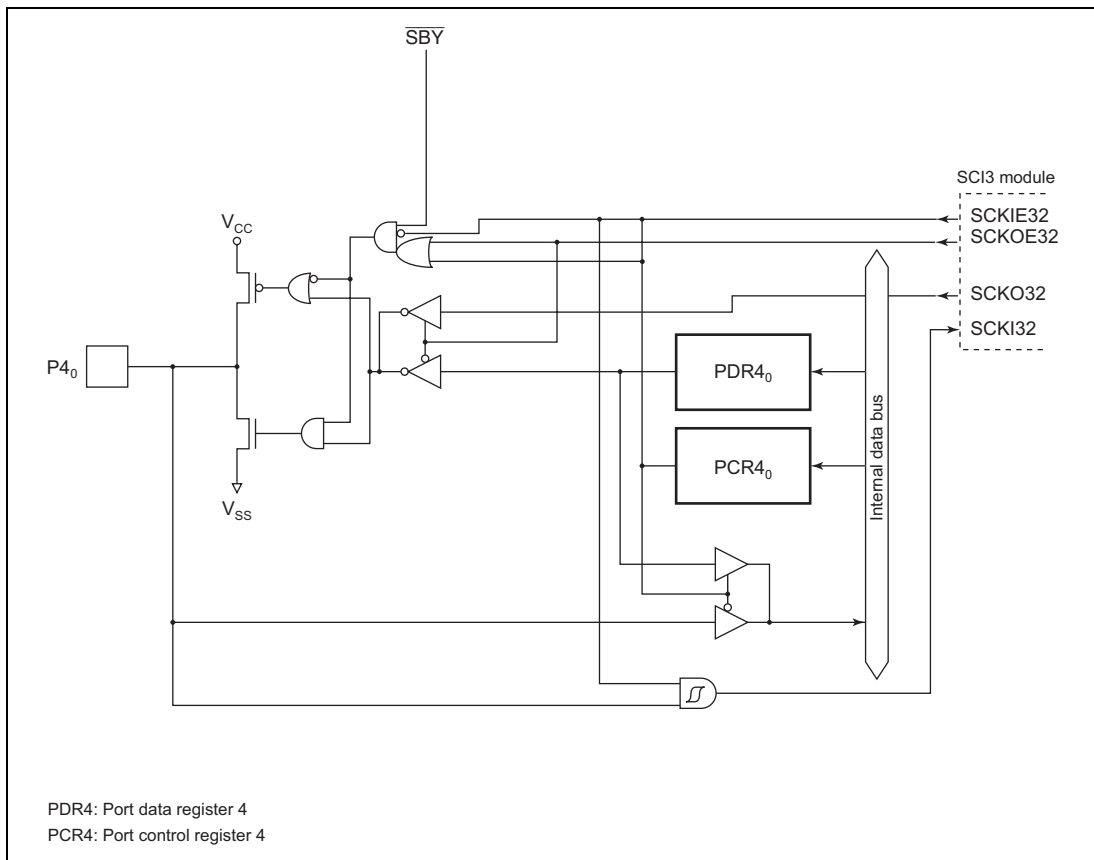 SBY
SCI3 module
SCKIE32
VCC
SCKOE32
SCKO32
SCKI32
P40
PDR40
PCR40
Internal data bus
VSS
PDR4: Port data register 4
PCR4: Port control register 4